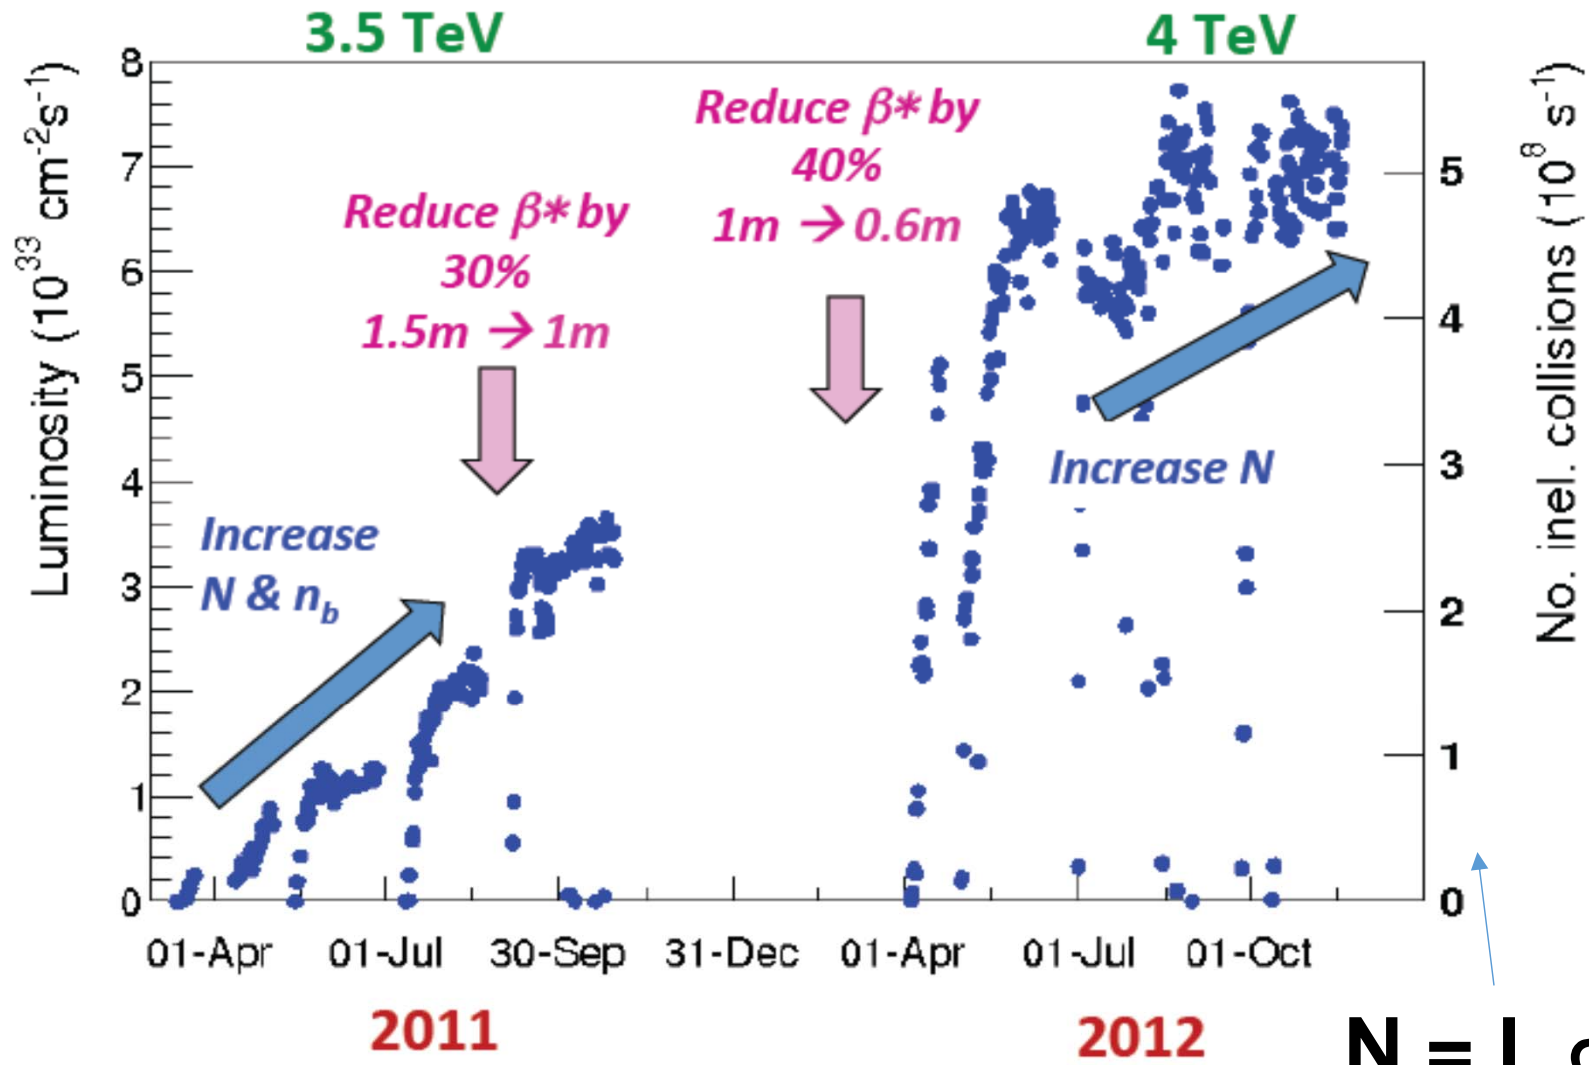 3.5 TeV
4 TeV
Luminosity (10³³ cm⁻²s⁻¹)
8
7
6
5
4
3
2
1
0
Reduce β* by
30%
1.5m → 1m
Reduce β* by
40%
1m → 0.6m
Increase
N & n_b
Increase N
5
4
3
2
1
0
No. inel. collisions (10⁸ s⁻¹)
01-Apr 01-Jul 30-Sep 31-Dec 01-Apr 01-Jul 01-Oct
2011
2012
N = L